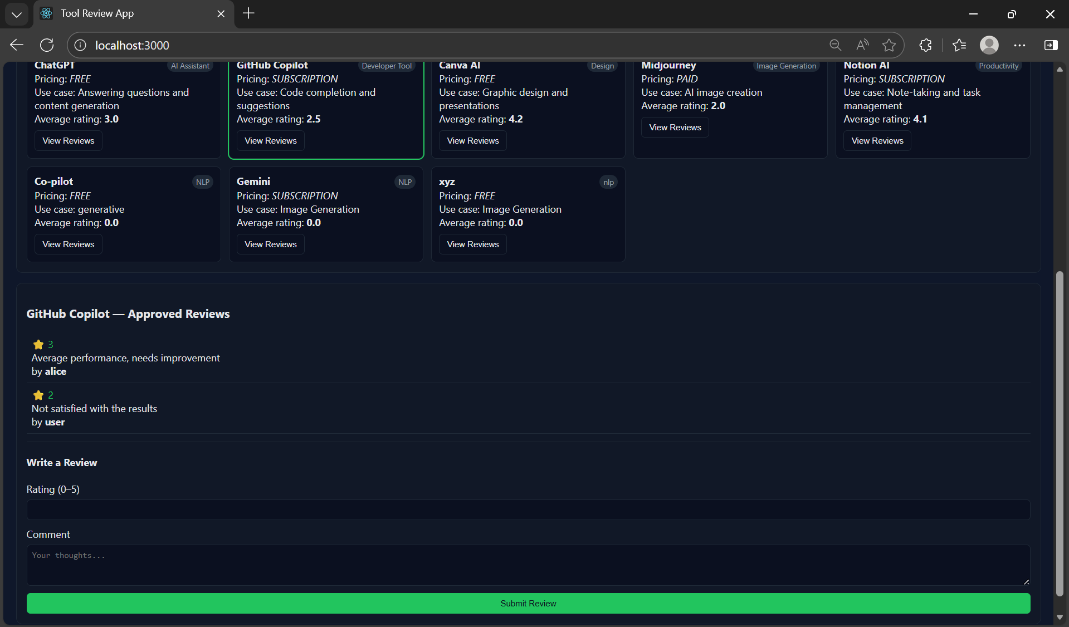 Tool Review App
localhost:3000
ChatGPT AI Assistant
Pricing: FREE
Use case: Answering questions and
content generation
Average rating: 3.0
View Reviews
GitHub Copilot Developer Tool
Pricing: SUBSCRIPTION
Use case: Code completion and
suggestions
Average rating: 2.5
View Reviews
Canva AI Design
Pricing: FREE
Use case: Graphic design and
presentations
Average rating: 4.2
View Reviews
Midjourney Image Generation
Pricing: PAID
Use case: AI image creation
Average rating: 2.0
View Reviews
Notion AI Productivity
Pricing: SUBSCRIPTION
Use case: Note-taking and task
management
Average rating: 4.1
View Reviews
Co-pilot NLP
Pricing: FREE
Use case: generative
Average rating: 0.0
View Reviews
Gemini NLP
Pricing: SUBSCRIPTION
Use case: Image Generation
Average rating: 0.0
View Reviews
xyz nlp
Pricing: FREE
Use case: Image Generation
Average rating: 0.0
View Reviews
GitHub Copilot — Approved Reviews
3
Average performance, needs improvement
by alice
2
Not satisfied with the results
by user
Write a Review
Rating (0–5)
Comment
Your thoughts...
Submit Review